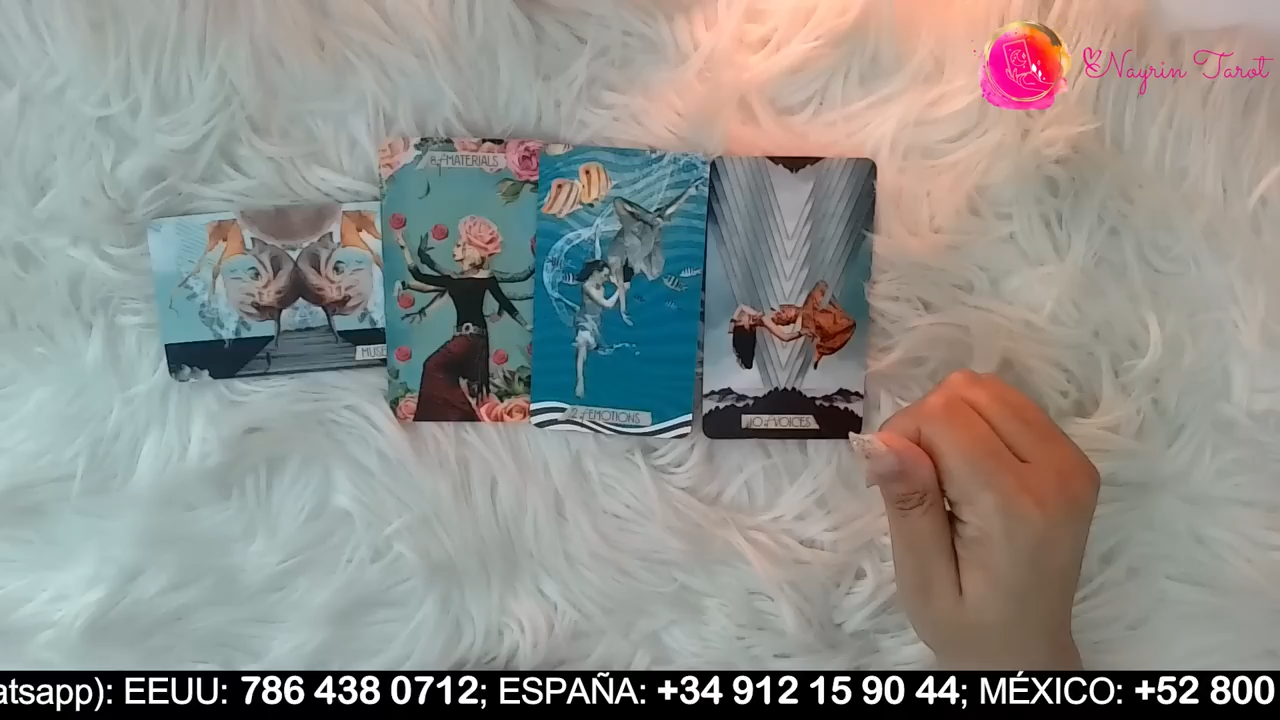 Nayrin Tarot
8 of MATERIALS
2 of EMOTIONS
10 of VOICES
MUSE
atsapp): EEUU: 786 438 0712; ESPAÑA: +34 912 15 90 44; MÉXICO: +52 800